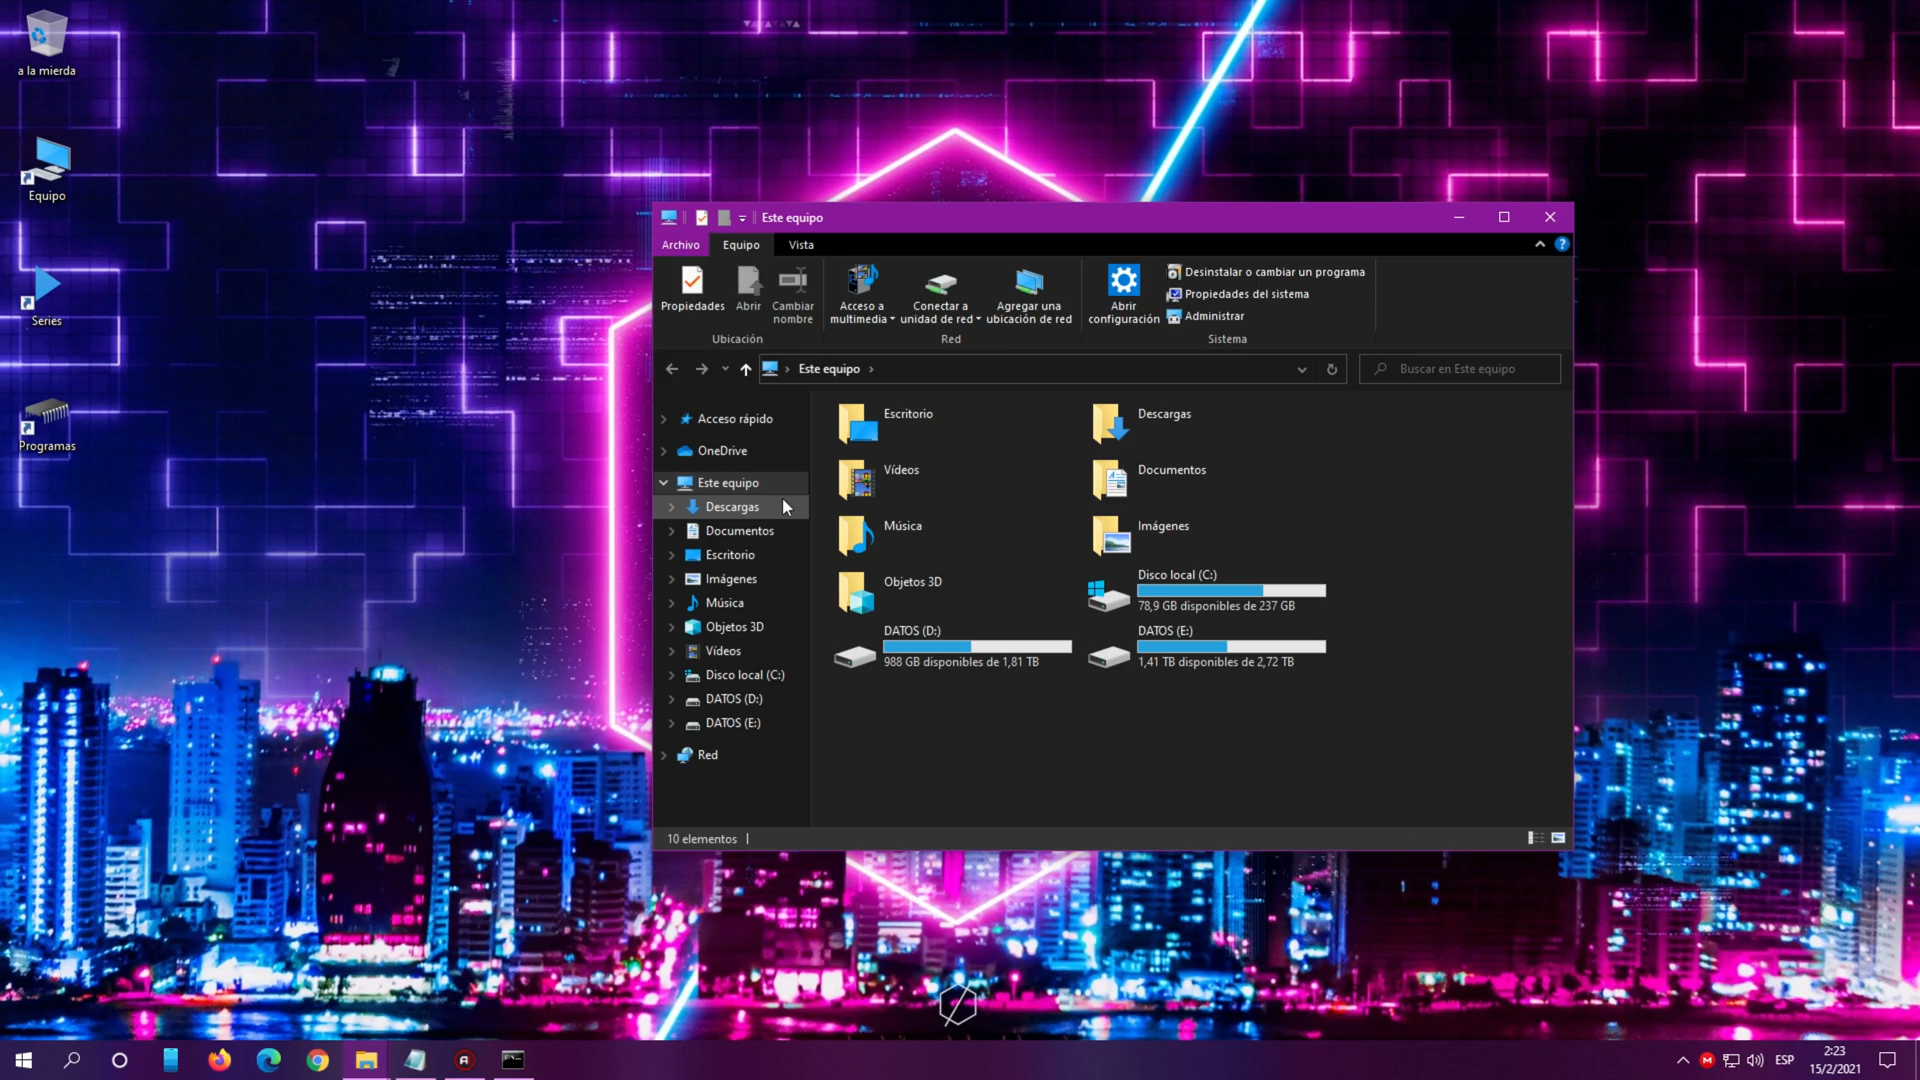 a la mierda
Equipo
Series
Programas
Este equipo
Archivo
Equipo
Vista
Propiedades
Abrir
Cambiar
nombre
Ubicación
Acceso a
multimedia
Conectar a
unidad de red
Agregar una
ubicación de red
Red
Abrir
configuración
Desinstalar o cambiar un programa
Propiedades del sistema
Administrar
Sistema
Este equipo
Buscar en Este equipo
Acceso rápido
OneDrive
Este equipo
Descargas
Documentos
Escritorio
Imágenes
Música
Objetos 3D
Vídeos
Disco local (C:)
DATOS (D:)
DATOS (E:)
Red
Escritorio
Descargas
Vídeos
Documentos
Música
Imágenes
Objetos 3D
Disco local (C:)
78,9 GB disponibles de 237 GB
DATOS (D:)
988 GB disponibles de 1,81 TB
DATOS (E:)
1,41 TB disponibles de 2,72 TB
10 elementos
ESP
2:23
15/2/2021